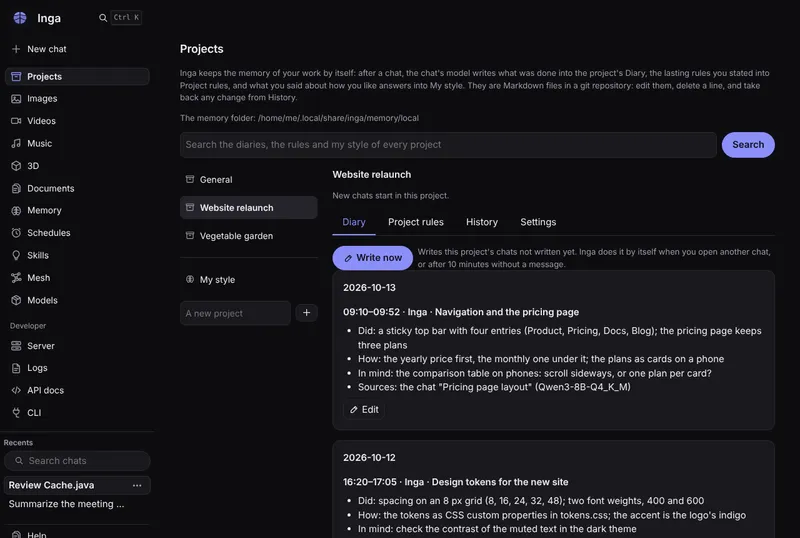 Inga
Ctrl K
New chat
Projects
Images
Videos
Music
3D
Documents
Memory
Schedules
Skills
Mesh
Models
Developer
Server
Logs
API docs
CLI
Recents
Search chats
Review Cache.java
Summarize the meeting ...
Help
Projects
Inga keeps the memory of your work by itself: after a chat, the chat's model writes what was done into the project's Diary, the lasting rules you stated into
Project rules, and what you said about how you like answers into My style. They are Markdown files in a git repository: edit them, delete a line, and take
back any change from History.
The memory folder: /home/me/.local/share/inga/memory/local
Search the diaries, the rules and my style of every project
Search
General
Website relaunch
Vegetable garden
My style
A new project
Website relaunch
New chats start in this project.
Diary
Project rules
History
Settings
Write now
Writes this project's chats not written yet. Inga does it by itself when you open another chat,
or after 10 minutes without a message.
2026-10-13
09:10–09:52 · Inga · Navigation and the pricing page
• Did: a sticky top bar with four entries (Product, Pricing, Docs, Blog); the pricing page keeps
three plans
• How: the yearly price first, the monthly one under it; the plans as cards on a phone
• In mind: the comparison table on phones: scroll sideways, or one plan per card?
• Sources: the chat "Pricing page layout" (Qwen3-8B-Q4_K_M)
Edit
2026-10-12
16:20–17:05 · Inga · Design tokens for the new site
• Did: spacing on an 8 px grid (8, 16, 24, 32, 48); two font weights, 400 and 600
• How: the tokens as CSS custom properties in tokens.css; the accent is the logo's indigo
• In mind: check the contrast of the muted text in the dark theme